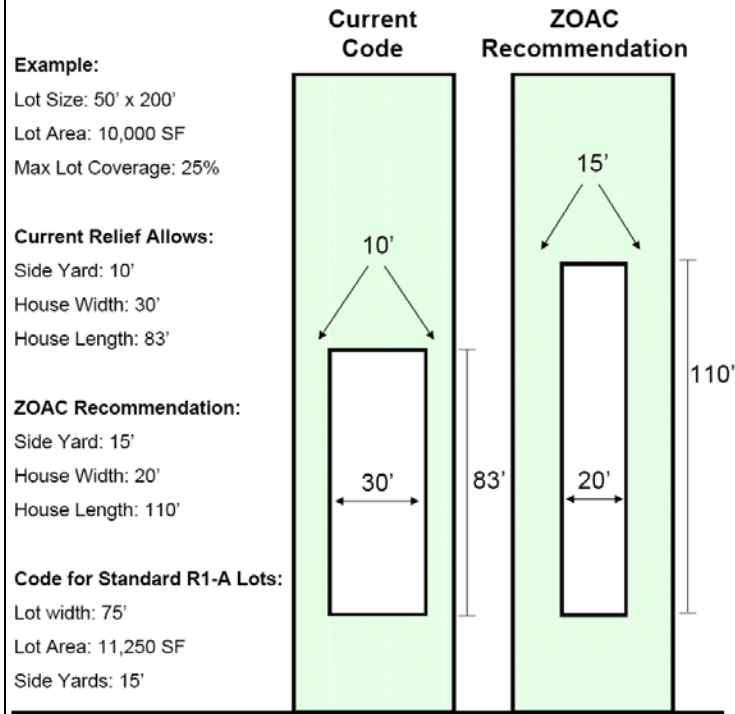 Example:
Lot Size: 50' x 200'
Lot Area: 10,000 SF
Max Lot Coverage: 25%
Current Relief Allows:
Side Yard: 10'
House Width: 30'
House Length: 83'
ZOAC Recommendation:
Side Yard: 15'
House Width: 20'
House Length: 110'
Code for Standard R1-A Lots:
Lot width: 75'
Lot Area: 11,250 SF
Side Yards: 15'
Current
Code
10'
30'
83'
ZOAC
Recommendation
15'
20'
110'